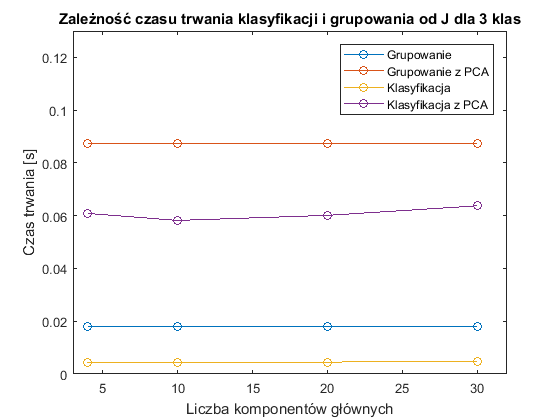 Zależność czasu trwania klasyfikacji i grupowania od J dla 3 klas
Grupowanie
Grupowanie z PCA
Klasyfikacja
Klasyfikacja z PCA
Czas trwania [s]
0.12
0.1
0.08
0.06
0.04
0.02
0
5
10
15
20
25
30
Liczba komponentów głównych